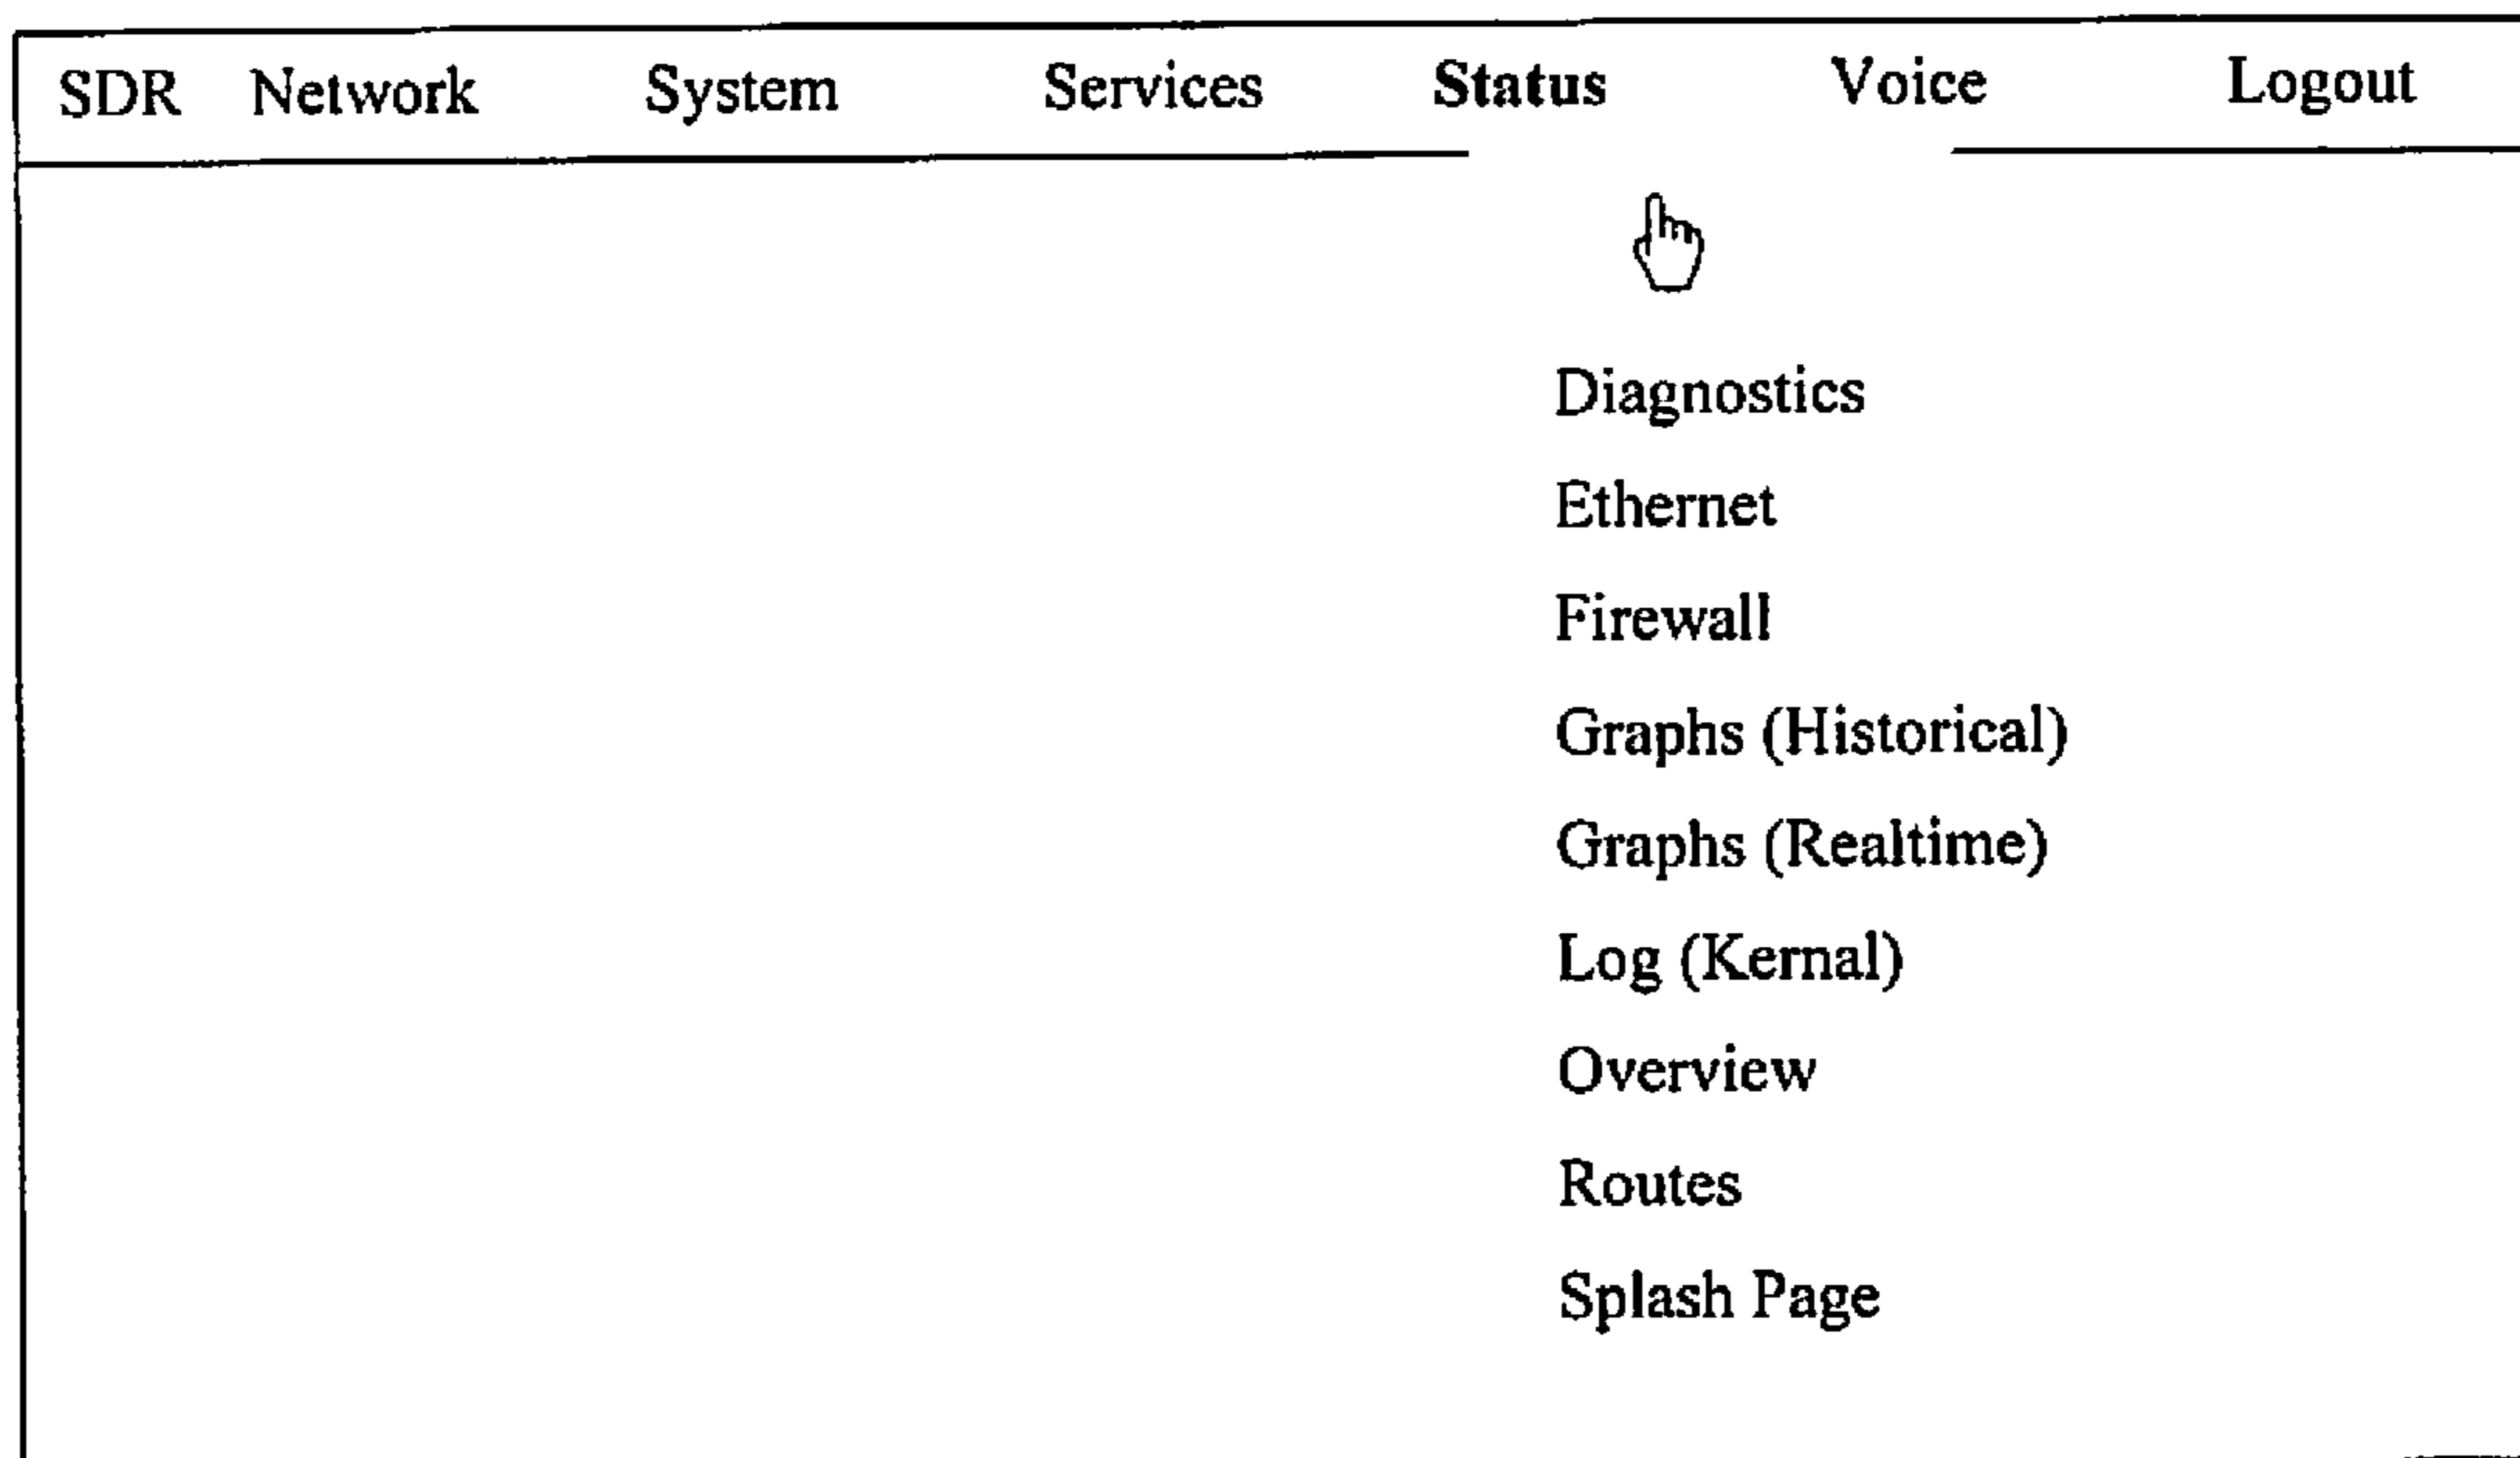 SDR Network System Services Status Voice Logout
Diagnostics
Ethernet
Firewall
Graphs (Historical)
Graphs (Realtime)
Log (Kernal)
Overview
Routes
Splash Page